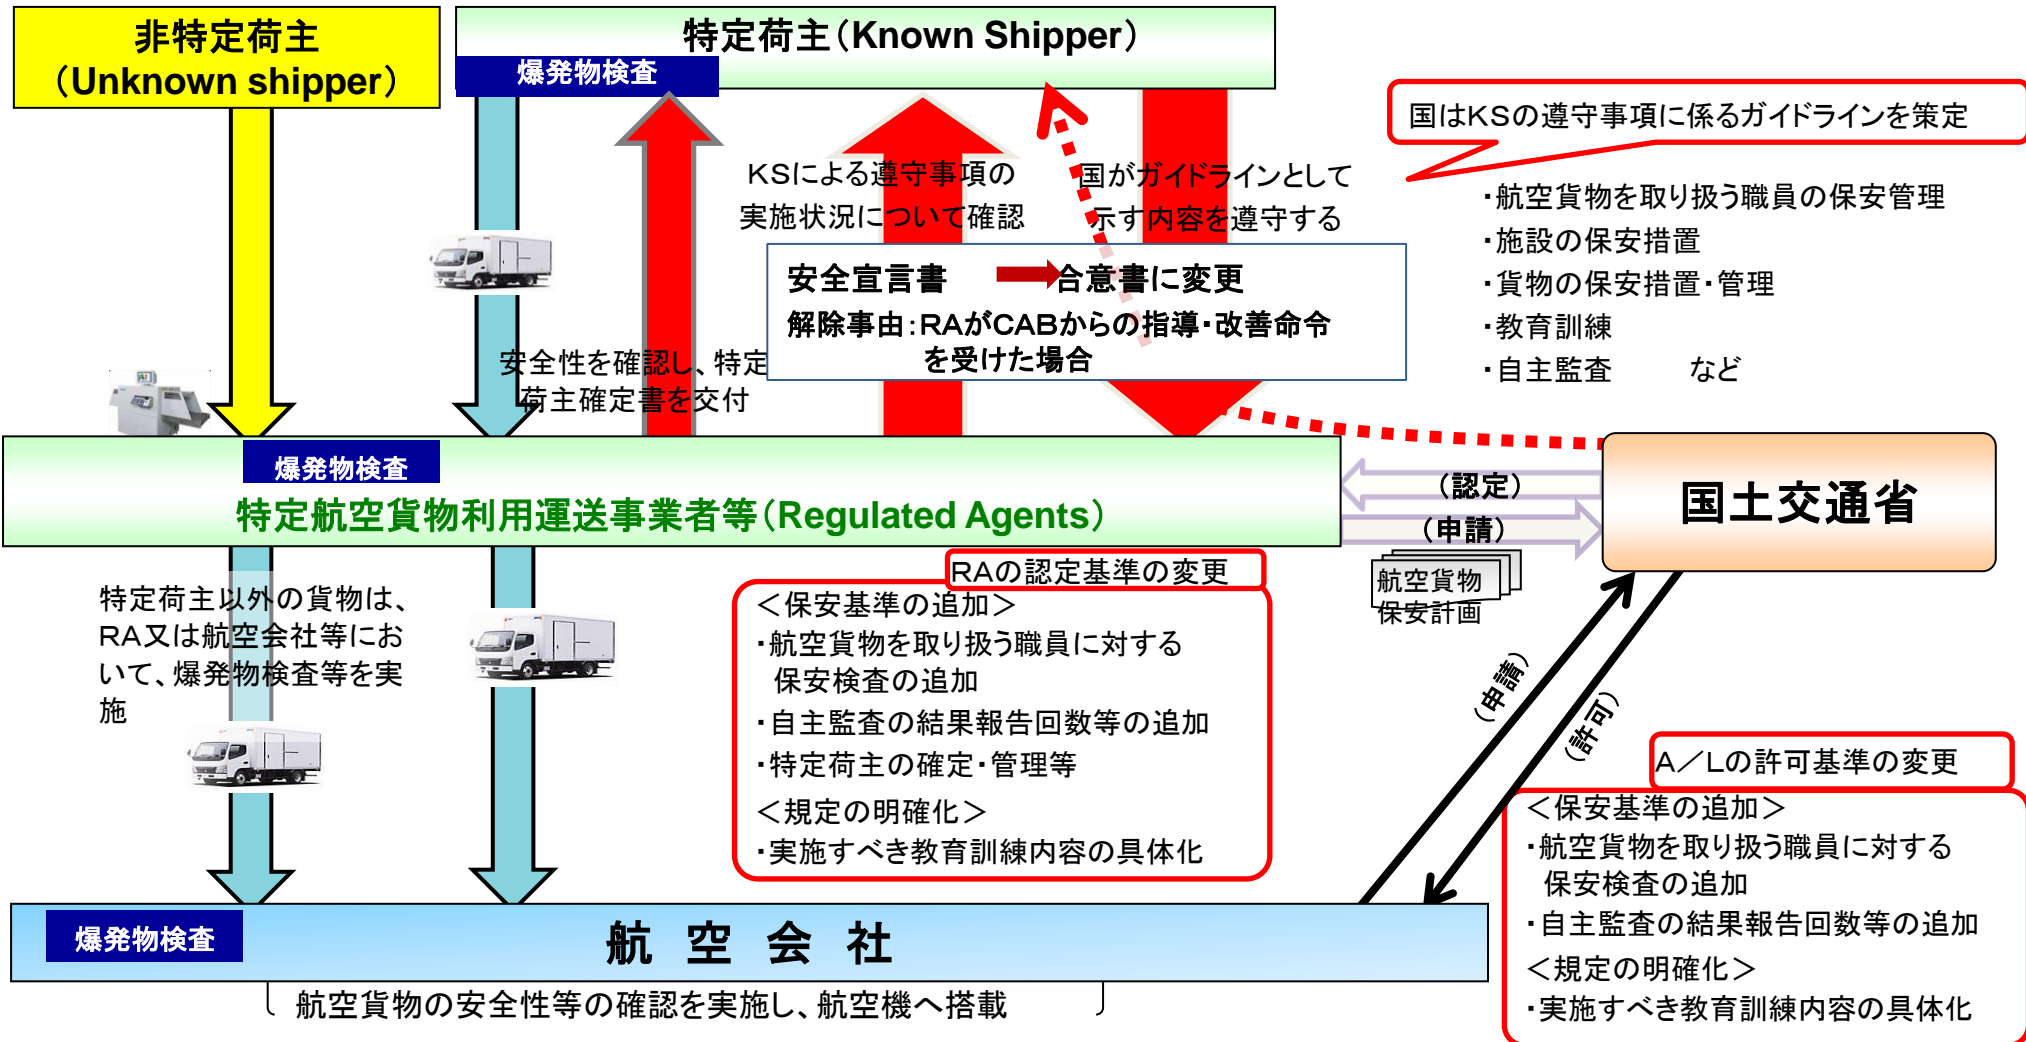 非特定荷主
（Unknown shipper）
特定荷主（Known Shipper）
爆発物検査
国はKSの遵守事項に係るガイドラインを策定
KSによる遵守事項の
実施状況について確認
国がガイドラインとして
示す内容を遵守する
・航空貨物を取り扱う職員の保安管理
・施設の保安措置
・貨物の保安措置・管理
・教育訓練
・自主監査　　など
安全宣言書　合意書に変更
解除事由：RAがCABからの指導・改善命令
を受けた場合
安全性を確認し、特定
荷主確定書を交付
爆発物検査
特定航空貨物利用運送事業者等（Regulated Agents）
（認定）
（申請）
国土交通省
航空貨物
保安計画
RAの認定基準の変更
＜保安基準の追加＞
・航空貨物を取り扱う職員に対する
保安検査の追加
・自主監査の結果報告回数等の追加
・特定荷主の確定・管理等
＜規定の明確化＞
・実施すべき教育訓練内容の具体化
特定荷主以外の貨物は、
RA又は航空会社等にお
いて、爆発物検査等を実
施
（申請）
（許可）
A／Lの許可基準の変更
＜保安基準の追加＞
・航空貨物を取り扱う職員に対する
保安検査の追加
・自主監査の結果報告回数等の追加
＜規定の明確化＞
・実施すべき教育訓練内容の具体化
爆発物検査
航 空 会 社
航空貨物の安全性等の確認を実施し、航空機へ搭載